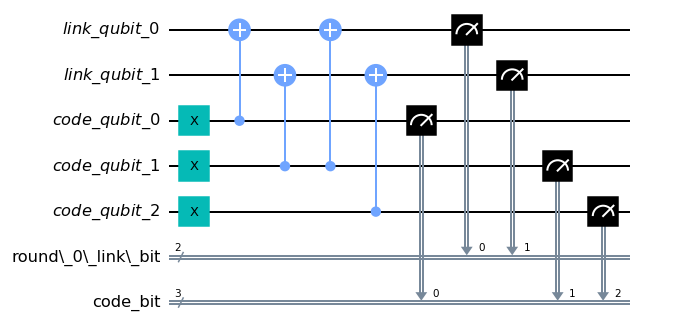 link_qubit_0
link_qubit_1
code_qubit_0 X
code_qubit_1 X
code_qubit_2 X
round\_0\_link\_bit 2 0 1
code_bit 3 0 1 2